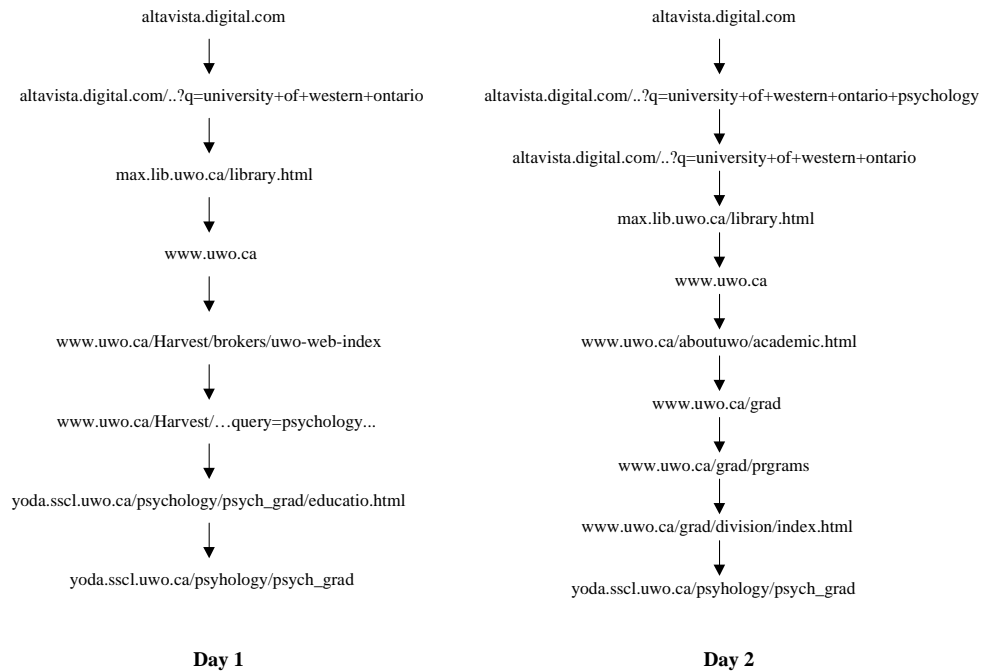 altavista.digital.com
altavista.digital.com/..?q=university+of+western+ontario
max.lib.uwo.ca/library.html
www.uwo.ca
www.uwo.ca/Harvest/brokers/uwo-web-index
www.uwo.ca/Harvest/…query=psychology...
yoda.sscl.uwo.ca/psychology/psych_grad/educatio.html
yoda.sscl.uwo.ca/psyhology/psych_grad
Day 1
altavista.digital.com
altavista.digital.com/..?q=university+of+western+ontario+psychology
altavista.digital.com/..?q=university+of+western+ontario
max.lib.uwo.ca/library.html
www.uwo.ca
www.uwo.ca/aboutuwo/academic.html
www.uwo.ca/grad
www.uwo.ca/grad/prgrams
www.uwo.ca/grad/division/index.html
yoda.sscl.uwo.ca/psyhology/psych_grad
Day 2